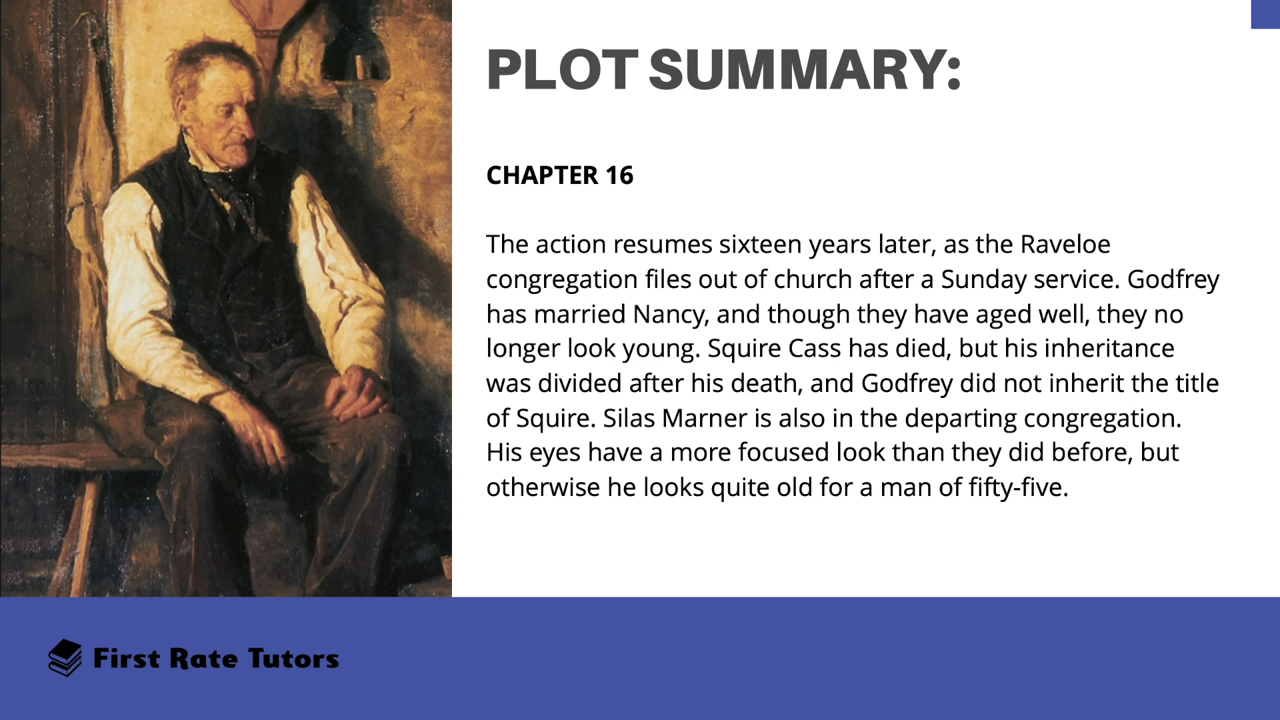 PLOT SUMMARY:
CHAPTER 16
The action resumes sixteen years later, as the Raveloe
congregation files out of church after a Sunday service. Godfrey
has married Nancy, and though they have aged well, they no
longer look young. Squire Cass has died, but his inheritance
was divided after his death, and Godfrey did not inherit the title
of Squire. Silas Marner is also in the departing congregation.
His eyes have a more focused look than they did before, but
otherwise he looks quite old for a man of fifty-five.
First Rate Tutors